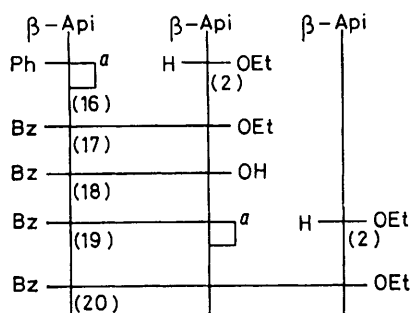 β-Api β-Api β-Api
Ph a H OEt
(16) (2)
Bz OEt
(17)
Bz OH
(18)
Bz a H OEt
(19) (2)
Bz OEt
(20)